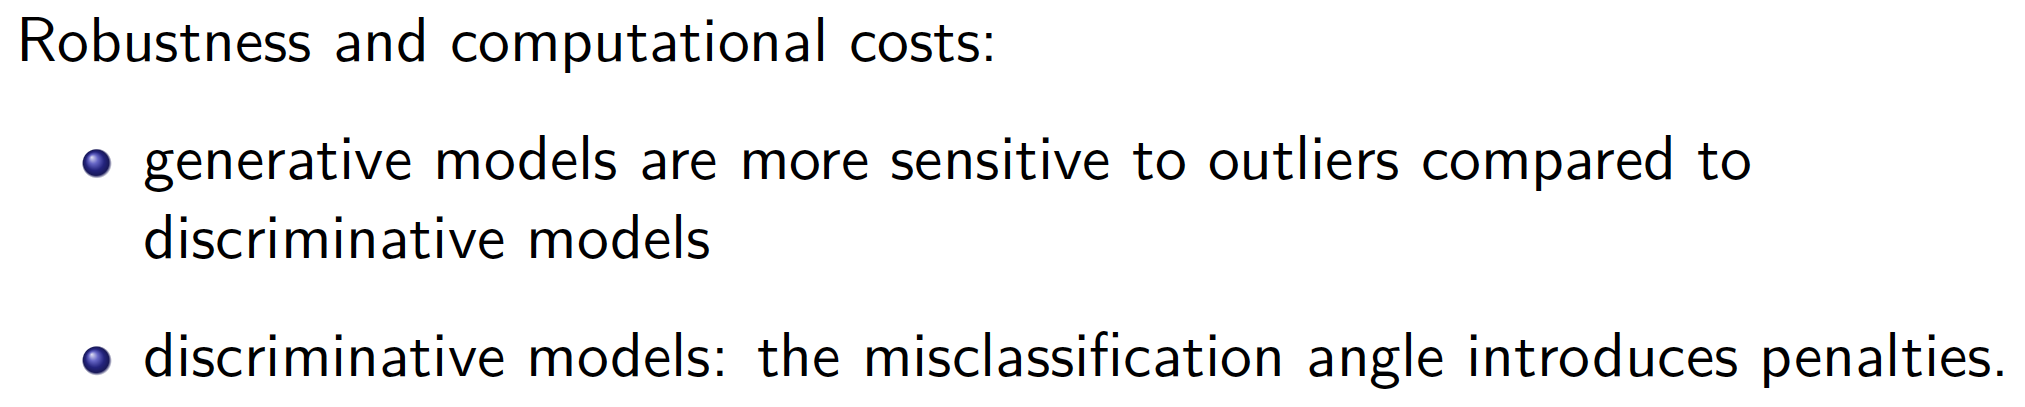 Robustness and computational costs:
generative models are more sensitive to outliers compared to
discriminative models
discriminative models: the misclassification angle introduces penalties.